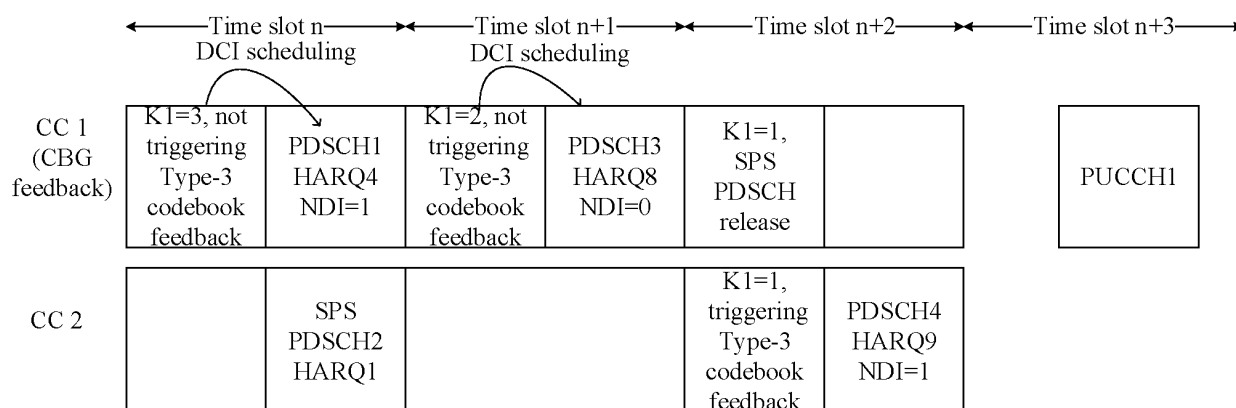 Time slot n
Time slot n+1
Time slot n+2
Time slot n+3
DCI scheduling
DCI scheduling
CC 1
(CBG
feedback)
K1=3, not
triggering
Type-3
codebook
feedback
PDSCH1
HARQ4
NDI=1
K1=2, not
triggering
Type-3
codebook
feedback
PDSCH3
HARQ8
NDI=0
K1=1,
SPS
PDSCH
release
PUCCH1
CC 2
SPS
PDSCH2
HARQ1
K1=1,
triggering
Type-3
codebook
feedback
PDSCH4
HARQ9
NDI=1